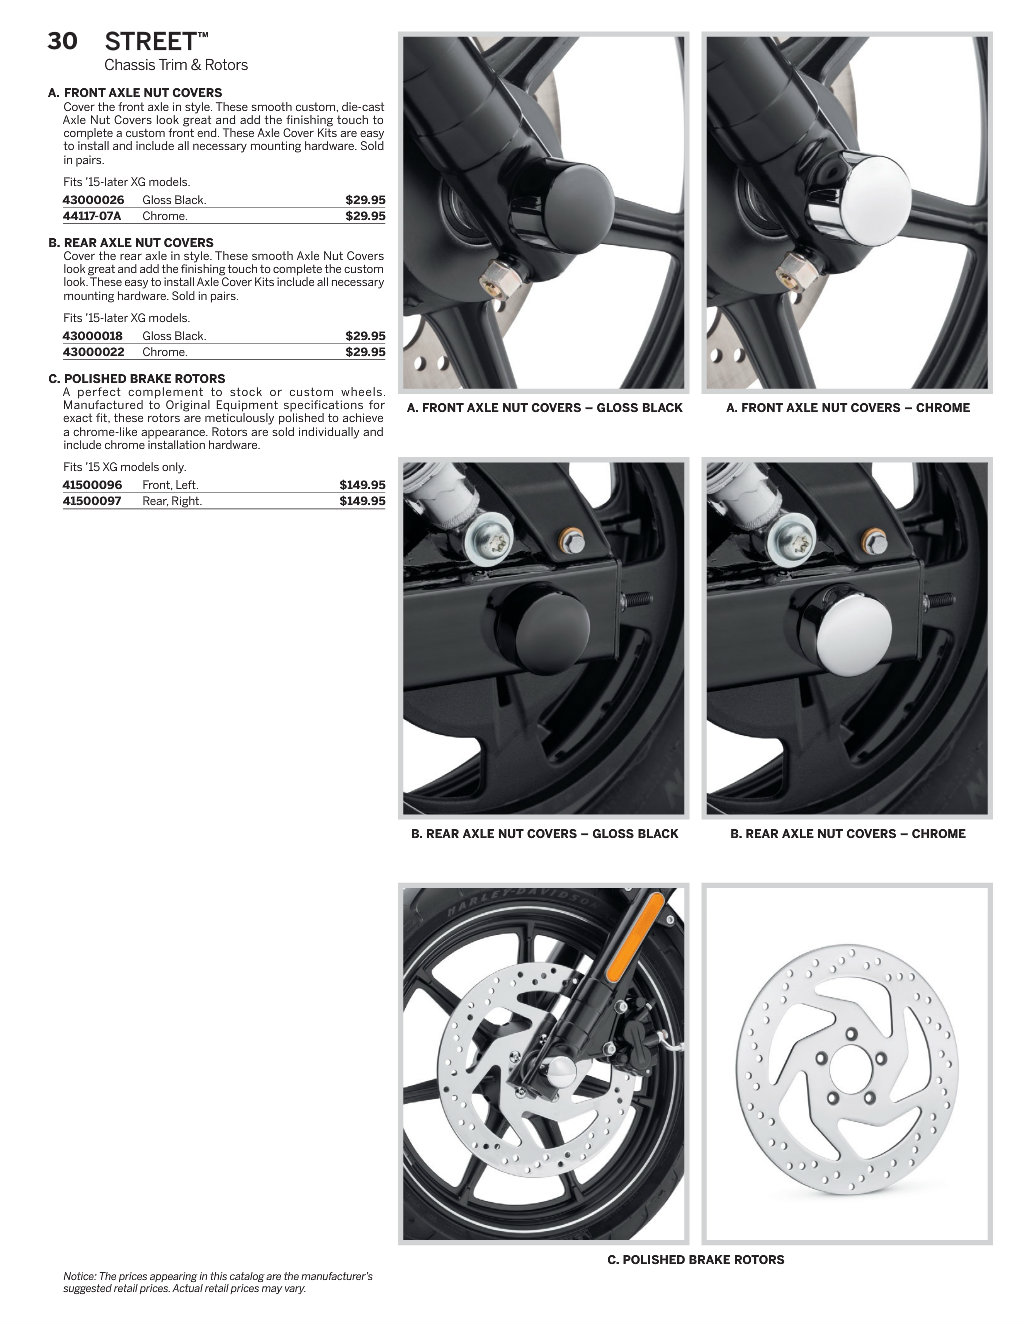 30 STREET™
Chassis Trim & Rotors
A. FRONT AXLE NUT COVERS
Cover the front axle in style. These smooth custom, die-cast
Axle Nut Covers look great and add the finishing touch to
complete a custom front end. These Axle Cover Kits are easy
to install and include all necessary mounting hardware. Sold
in pairs.
Fits '15-later XG models.
43000026 Gloss Black. $29.95
44117-07A Chrome. $29.95
B. REAR AXLE NUT COVERS
Cover the rear axle in style. These smooth Axle Nut Covers
look great and add the finishing touch to complete the custom
look. These easy to install Axle Cover Kits include all necessary
mounting hardware. Sold in pairs.
Fits '15-later XG models.
43000018 Gloss Black. $29.95
43000022 Chrome. $29.95
C. POLISHED BRAKE ROTORS
A perfect complement to stock or custom wheels.
Manufactured to Original Equipment specifications for
exact fit, these rotors are meticulously polished to achieve
a chrome-like appearance. Rotors are sold individually and
include chrome installation hardware.
Fits '15 XG models only.
41500096 Front, Left. $149.95
41500097 Rear, Right. $149.95
A. FRONT AXLE NUT COVERS – GLOSS BLACK
A. FRONT AXLE NUT COVERS – CHROME
B. REAR AXLE NUT COVERS – GLOSS BLACK
B. REAR AXLE NUT COVERS – CHROME
HARLEY-DAVIDSON
C. POLISHED BRAKE ROTORS
Notice: The prices appearing in this catalog are the manufacturer's
suggested retail prices. Actual retail prices may vary.